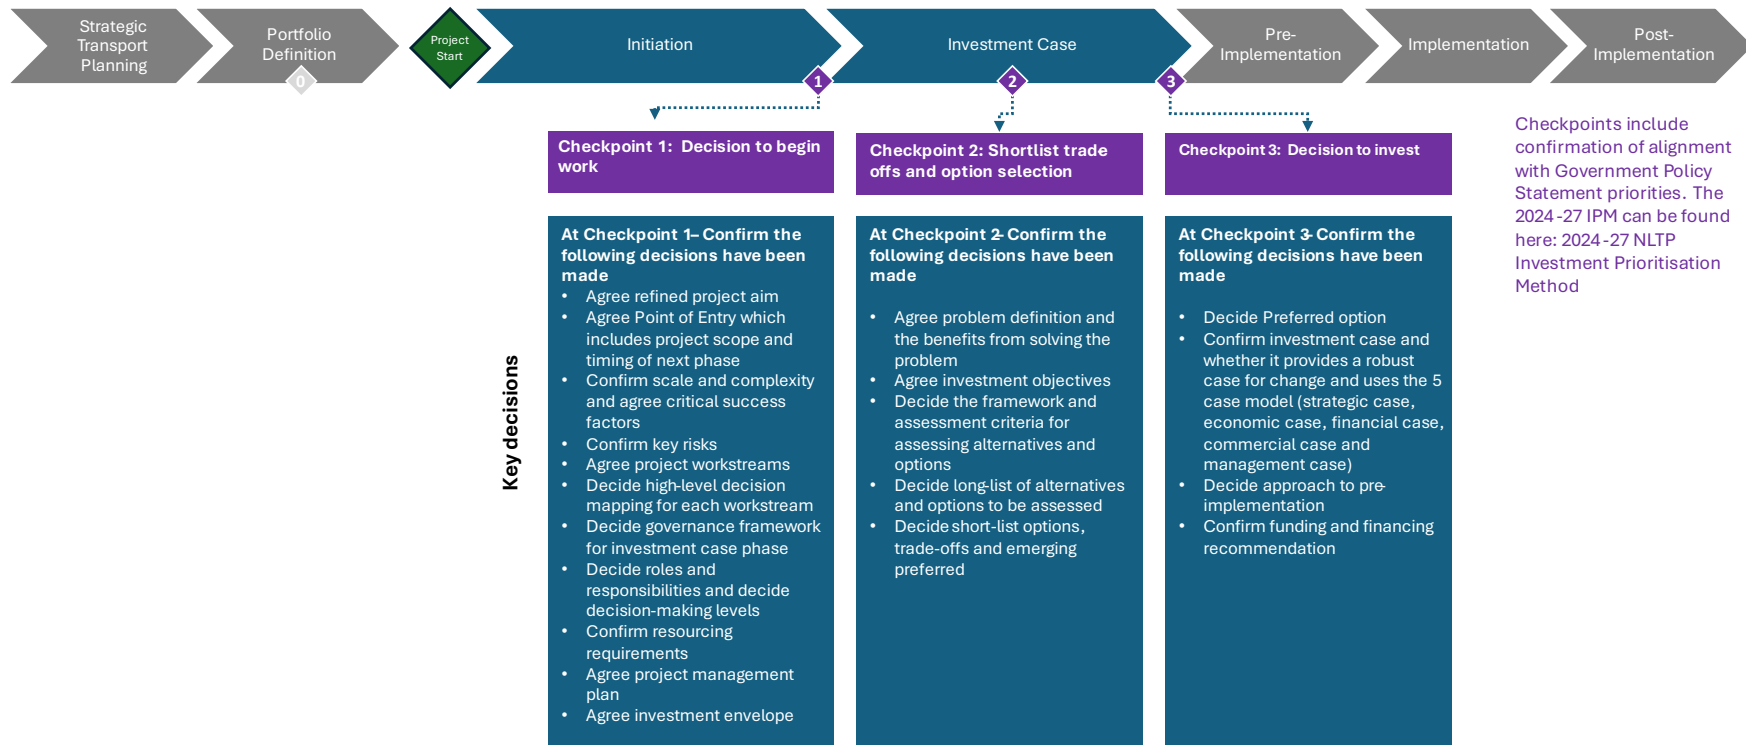 Strategic
Transport
Planning
Portfolio
Definition
0
Project
Start
Initiation
1
Investment Case
2
3
Pre-
Implementation
Implementation
Post-
Implementation
Checkpoint 1: Decision to begin
work
Checkpoint 2: Shortlist trade
offs and option selection
Checkpoint 3: Decision to invest
Checkpoints include
confirmation of alignment
with Government Policy
Statement priorities. The
2024-27 IPM can be found
here: 2024-27 NLTP
Investment Prioritisation
Method
Key decisions
At Checkpoint 1– Confirm the
following decisions have been
made
• Agree refined project aim
• Agree Point of Entry which
includes project scope and
timing of next phase
• Confirm scale and complexity
and agree critical success
factors
• Confirm key risks
• Agree project workstreams
• Decide high-level decision
mapping for each workstream
• Decide governance framework
for investment case phase
• Decide roles and
responsibilities and decide
decision-making levels
• Confirm resourcing
requirements
• Agree project management
plan
• Agree investment envelope
At Checkpoint 2– Confirm the
following decisions have been
made
• Agree problem definition and
the benefits from solving the
problem
• Agree investment objectives
• Decide the framework and
assessment criteria for
assessing alternatives and
options
• Decide long-list of alternatives
and options to be assessed
• Decide short-list options,
trade-offs and emerging
preferred
At Checkpoint 3– Confirm the
following decisions have been
made
• Decide Preferred option
• Confirm investment case and
whether it provides a robust
case for change and uses the 5
case model (strategic case,
economic case, financial case,
commercial case and
management case)
• Decide approach to pre-
implementation
• Confirm funding and financing
recommendation